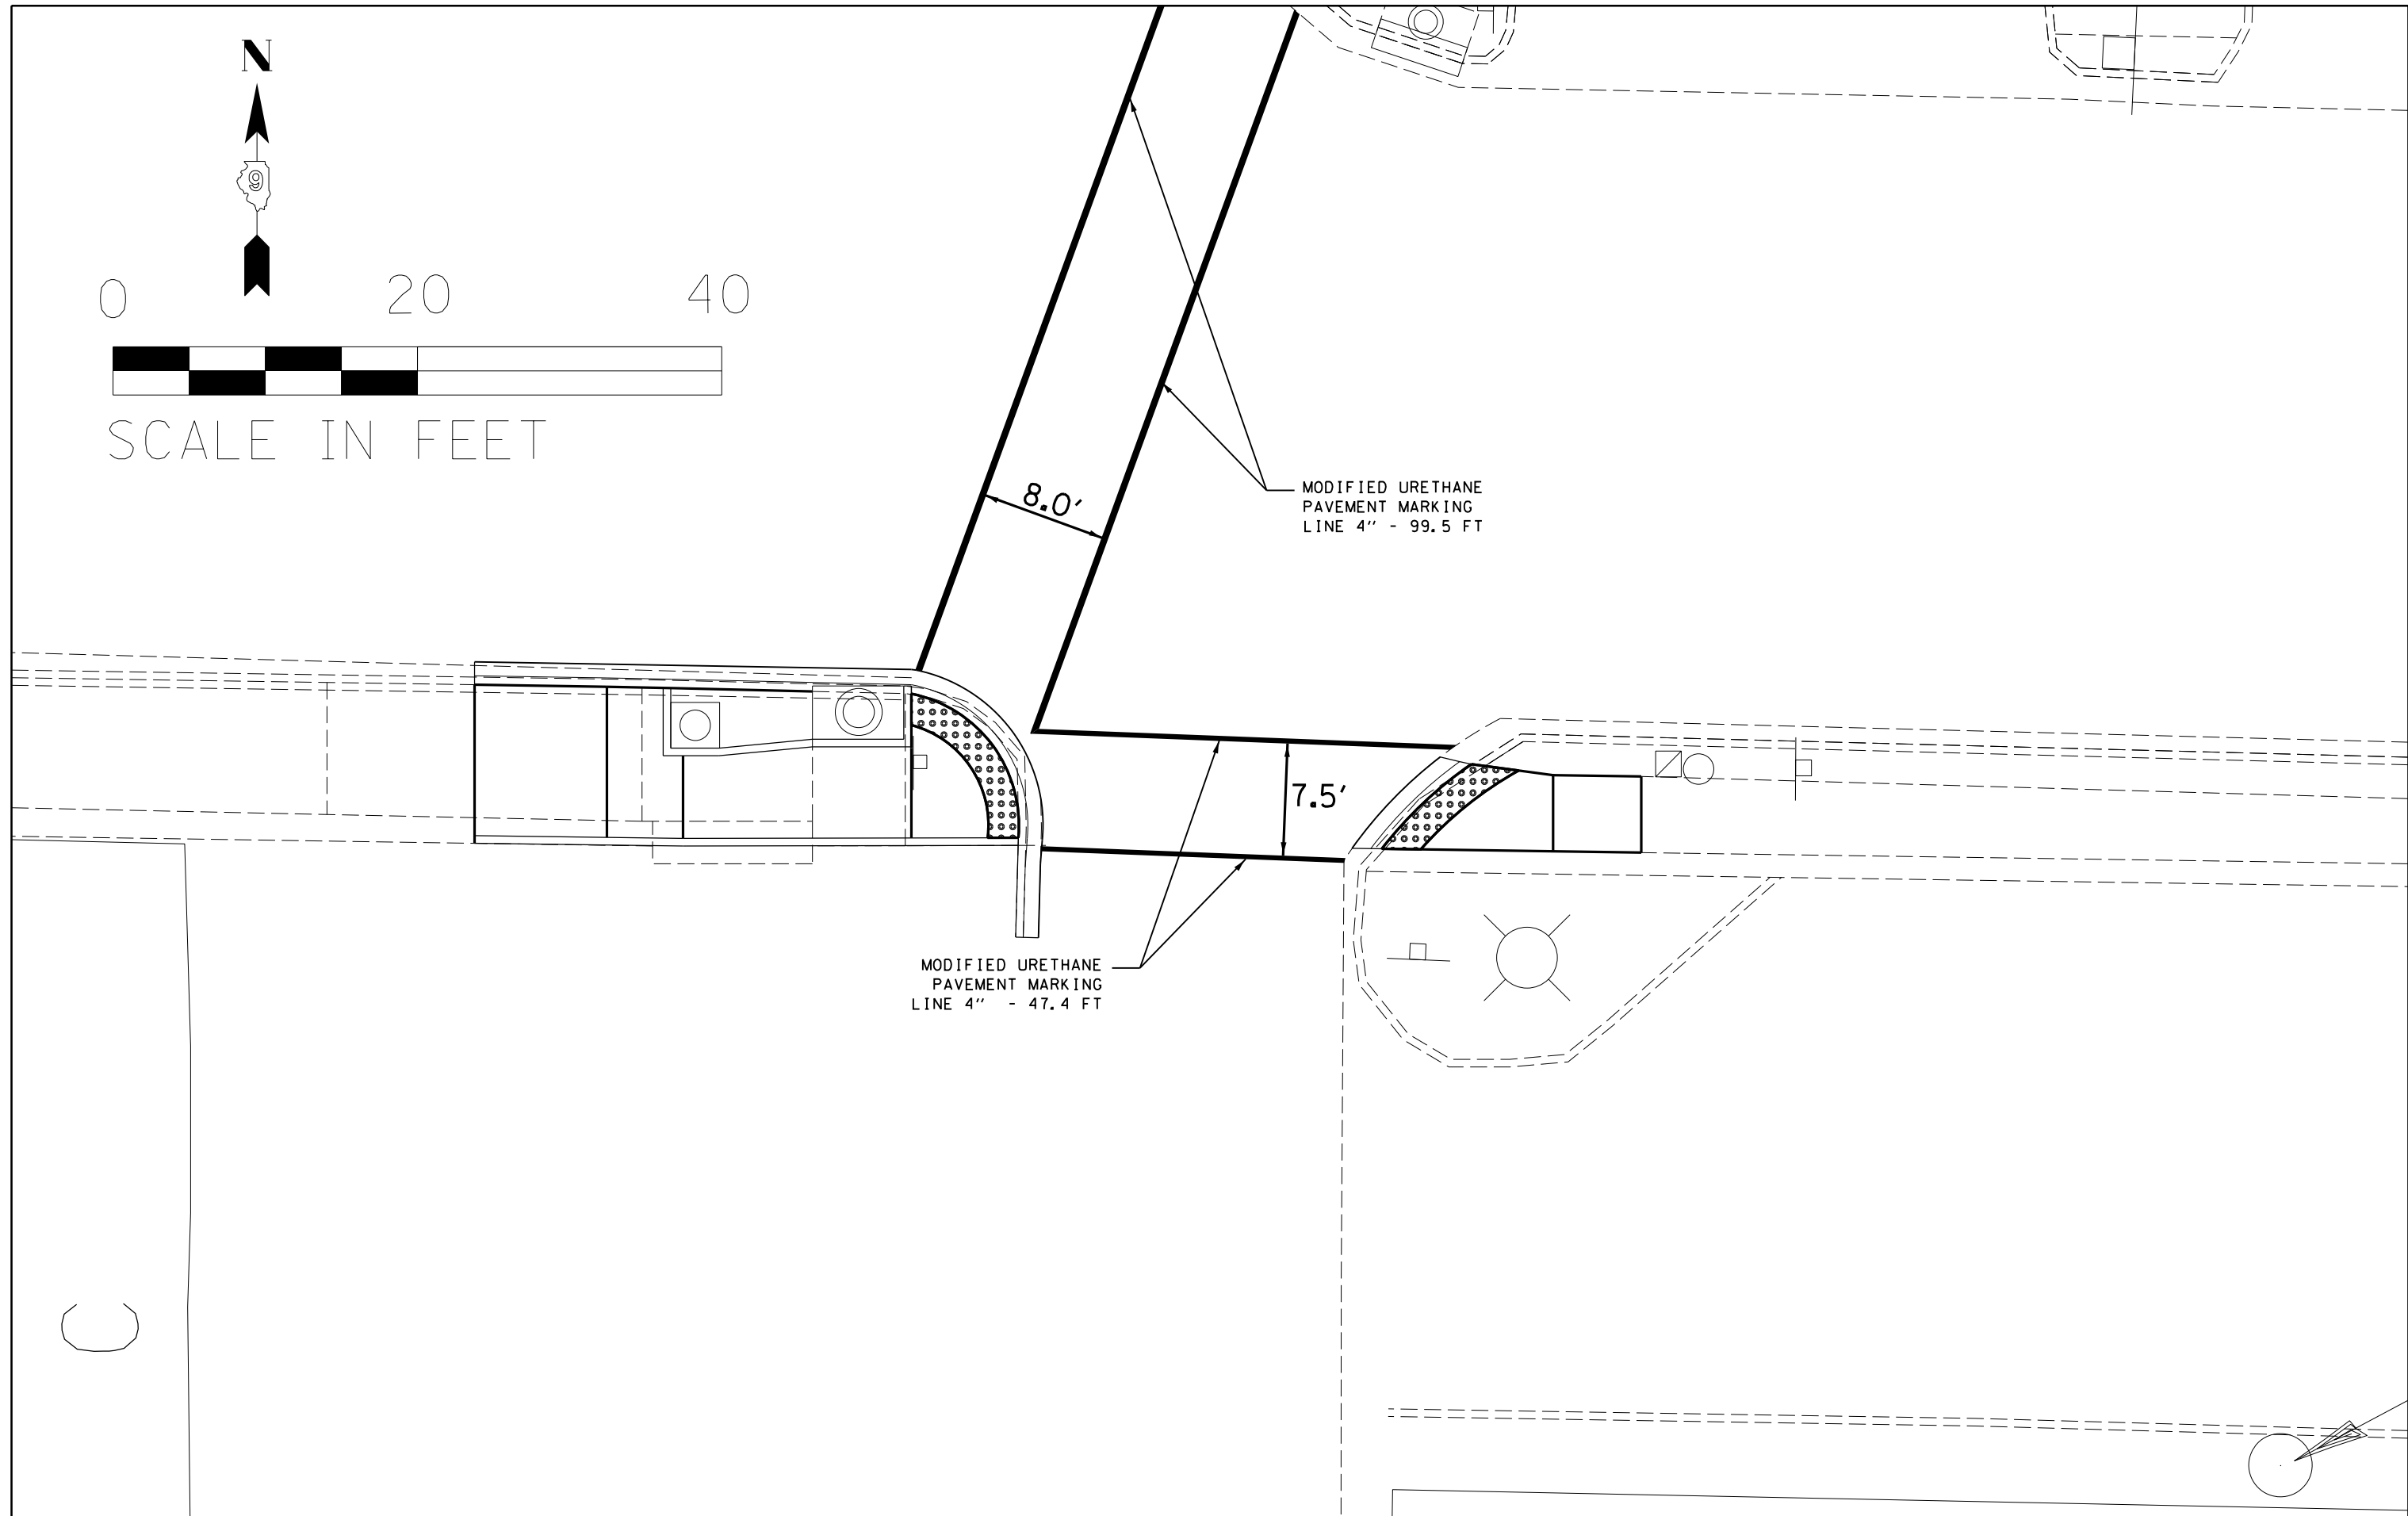 N
9
0 20 40
SCALE IN FEET
8.0'
MODIFIED URETHANE
PAVEMENT MARKING
LINE 4" - 99.5 FT
7.5'
MODIFIED URETHANE
PAVEMENT MARKING
LINE 4" - 47.4 FT